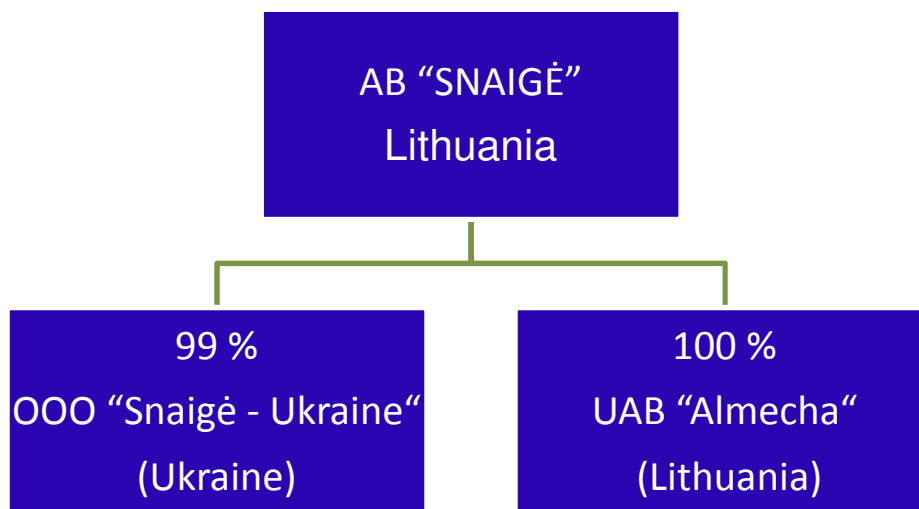 AB “SNAIGĖ”
Lithuania
99 %
OOO “Snaigė - Ukraine“
(Ukraine)
100 %
UAB “Almecha“
(Lithuania)